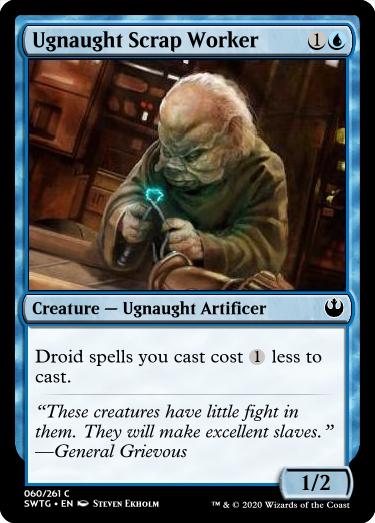 Ugnaught Scrap Worker 1
Creature — Ugnaught Artificer
Droid spells you cast cost 1 less to
cast.
“These creatures have little fight in
them. They will make excellent slaves.”
—General Grievous
1/2
060/261 C
SWTG • EN Steven Ekholm
™ & © 2020 Wizards of the Coast